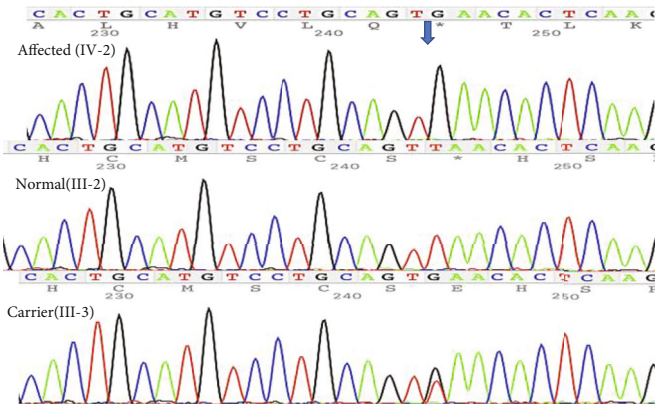 C A C T G C A T G T C C T G C A G T G A A C A C T C A A G
A L H V L Q * T L K
230 240 250
Affected (IV-2)
C A C T G C A T G T C C T G C A G T T A A C A C T C A A G
H C M S C S * H S
230 240 250
Normal(III-2)
C A C T G C A T G T C C T G C A S T G A A C A C T C A A G
H C M S C S E H S
230 240 250
Carrier(III-3)